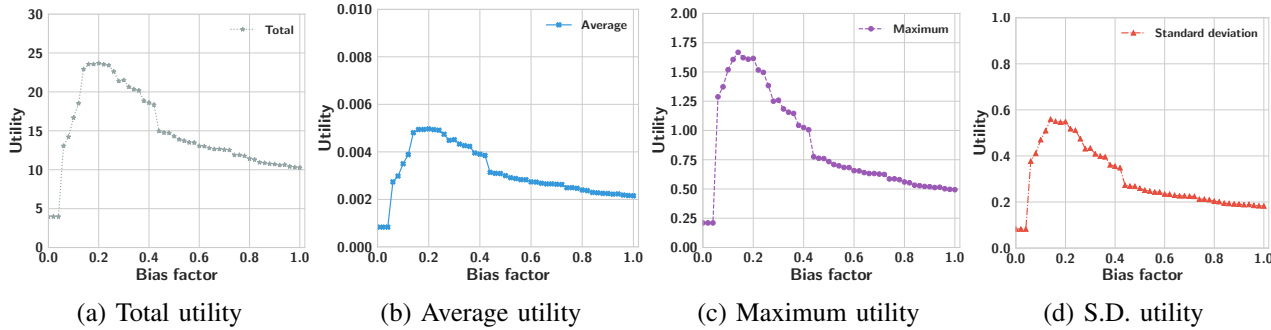 30
25
20
15
10
5
0
0.0 0.2 0.4 0.6 0.8 1.0
Utility
Bias factor
Total
(a) Total utility
0.010
0.008
0.006
0.004
0.002
0.000
0.0 0.2 0.4 0.6 0.8 1.0
Utility
Bias factor
Average
(b) Average utility
2.00
1.75
1.50
1.25
1.00
0.75
0.50
0.25
0.00
0.0 0.2 0.4 0.6 0.8 1.0
Utility
Bias factor
Maximum
(c) Maximum utility
1.0
0.8
0.6
0.4
0.2
0.0
0.0 0.2 0.4 0.6 0.8 1.0
Utility
Bias factor
Standard deviation
(d) S.D. utility